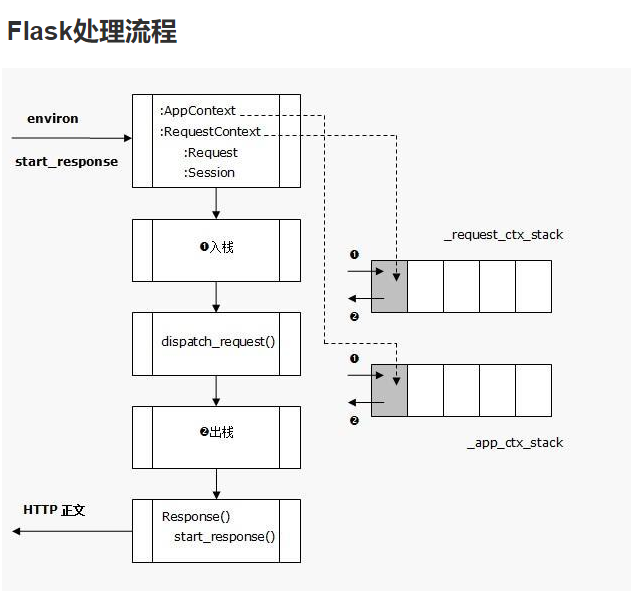 Flask处理流程
environ
start_response
:AppContext
:RequestContext
:Request
:Session
❶入栈
dispatch_request()
❷出栈
HTTP 正文
Response()
start_response()
_request_ctx_stack
❶
❷
❶
❷
_app_ctx_stack